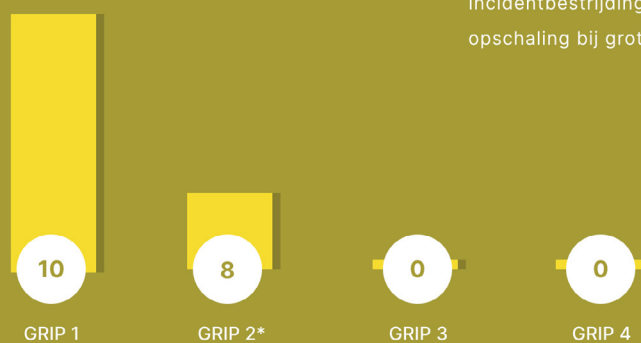 incidentbestrijding
opschaling bij grot
10
8
0
0
GRIP 1
GRIP 2*
GRIP 3
GRIP 4